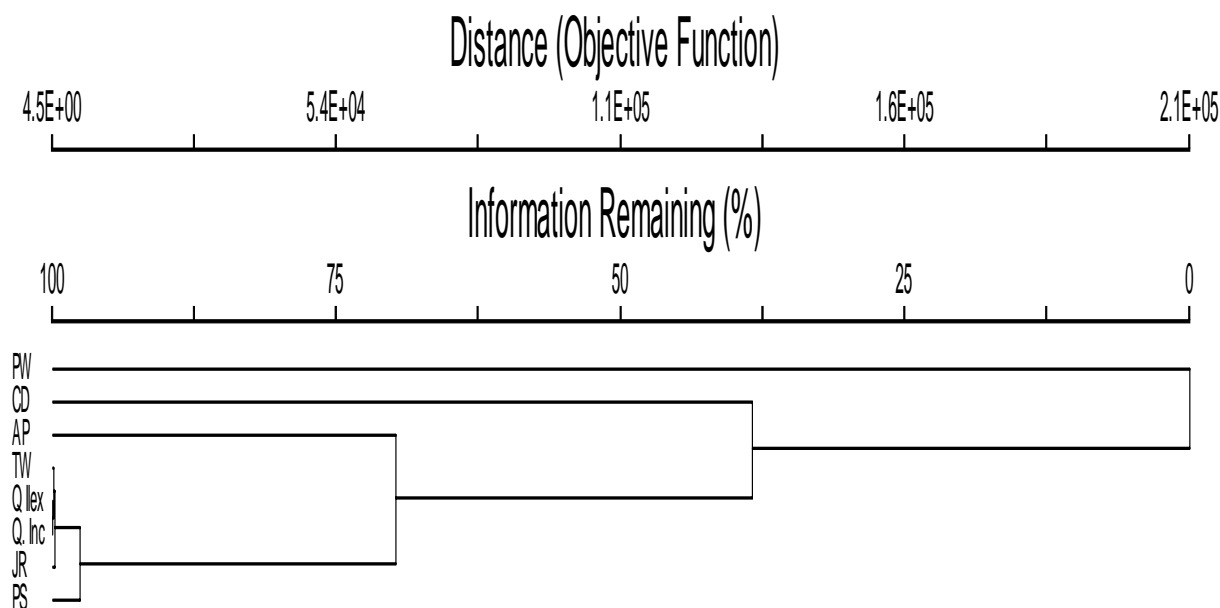 Distance (Objective Function)
4.5E+00 5.4E+04 1.1E+05 1.6E+05 2.1E+05
Information Remaining (%)
100 75 50 25 0
PW
CD
AP
TW
Q Ilex
Q. Inc
JR
PS